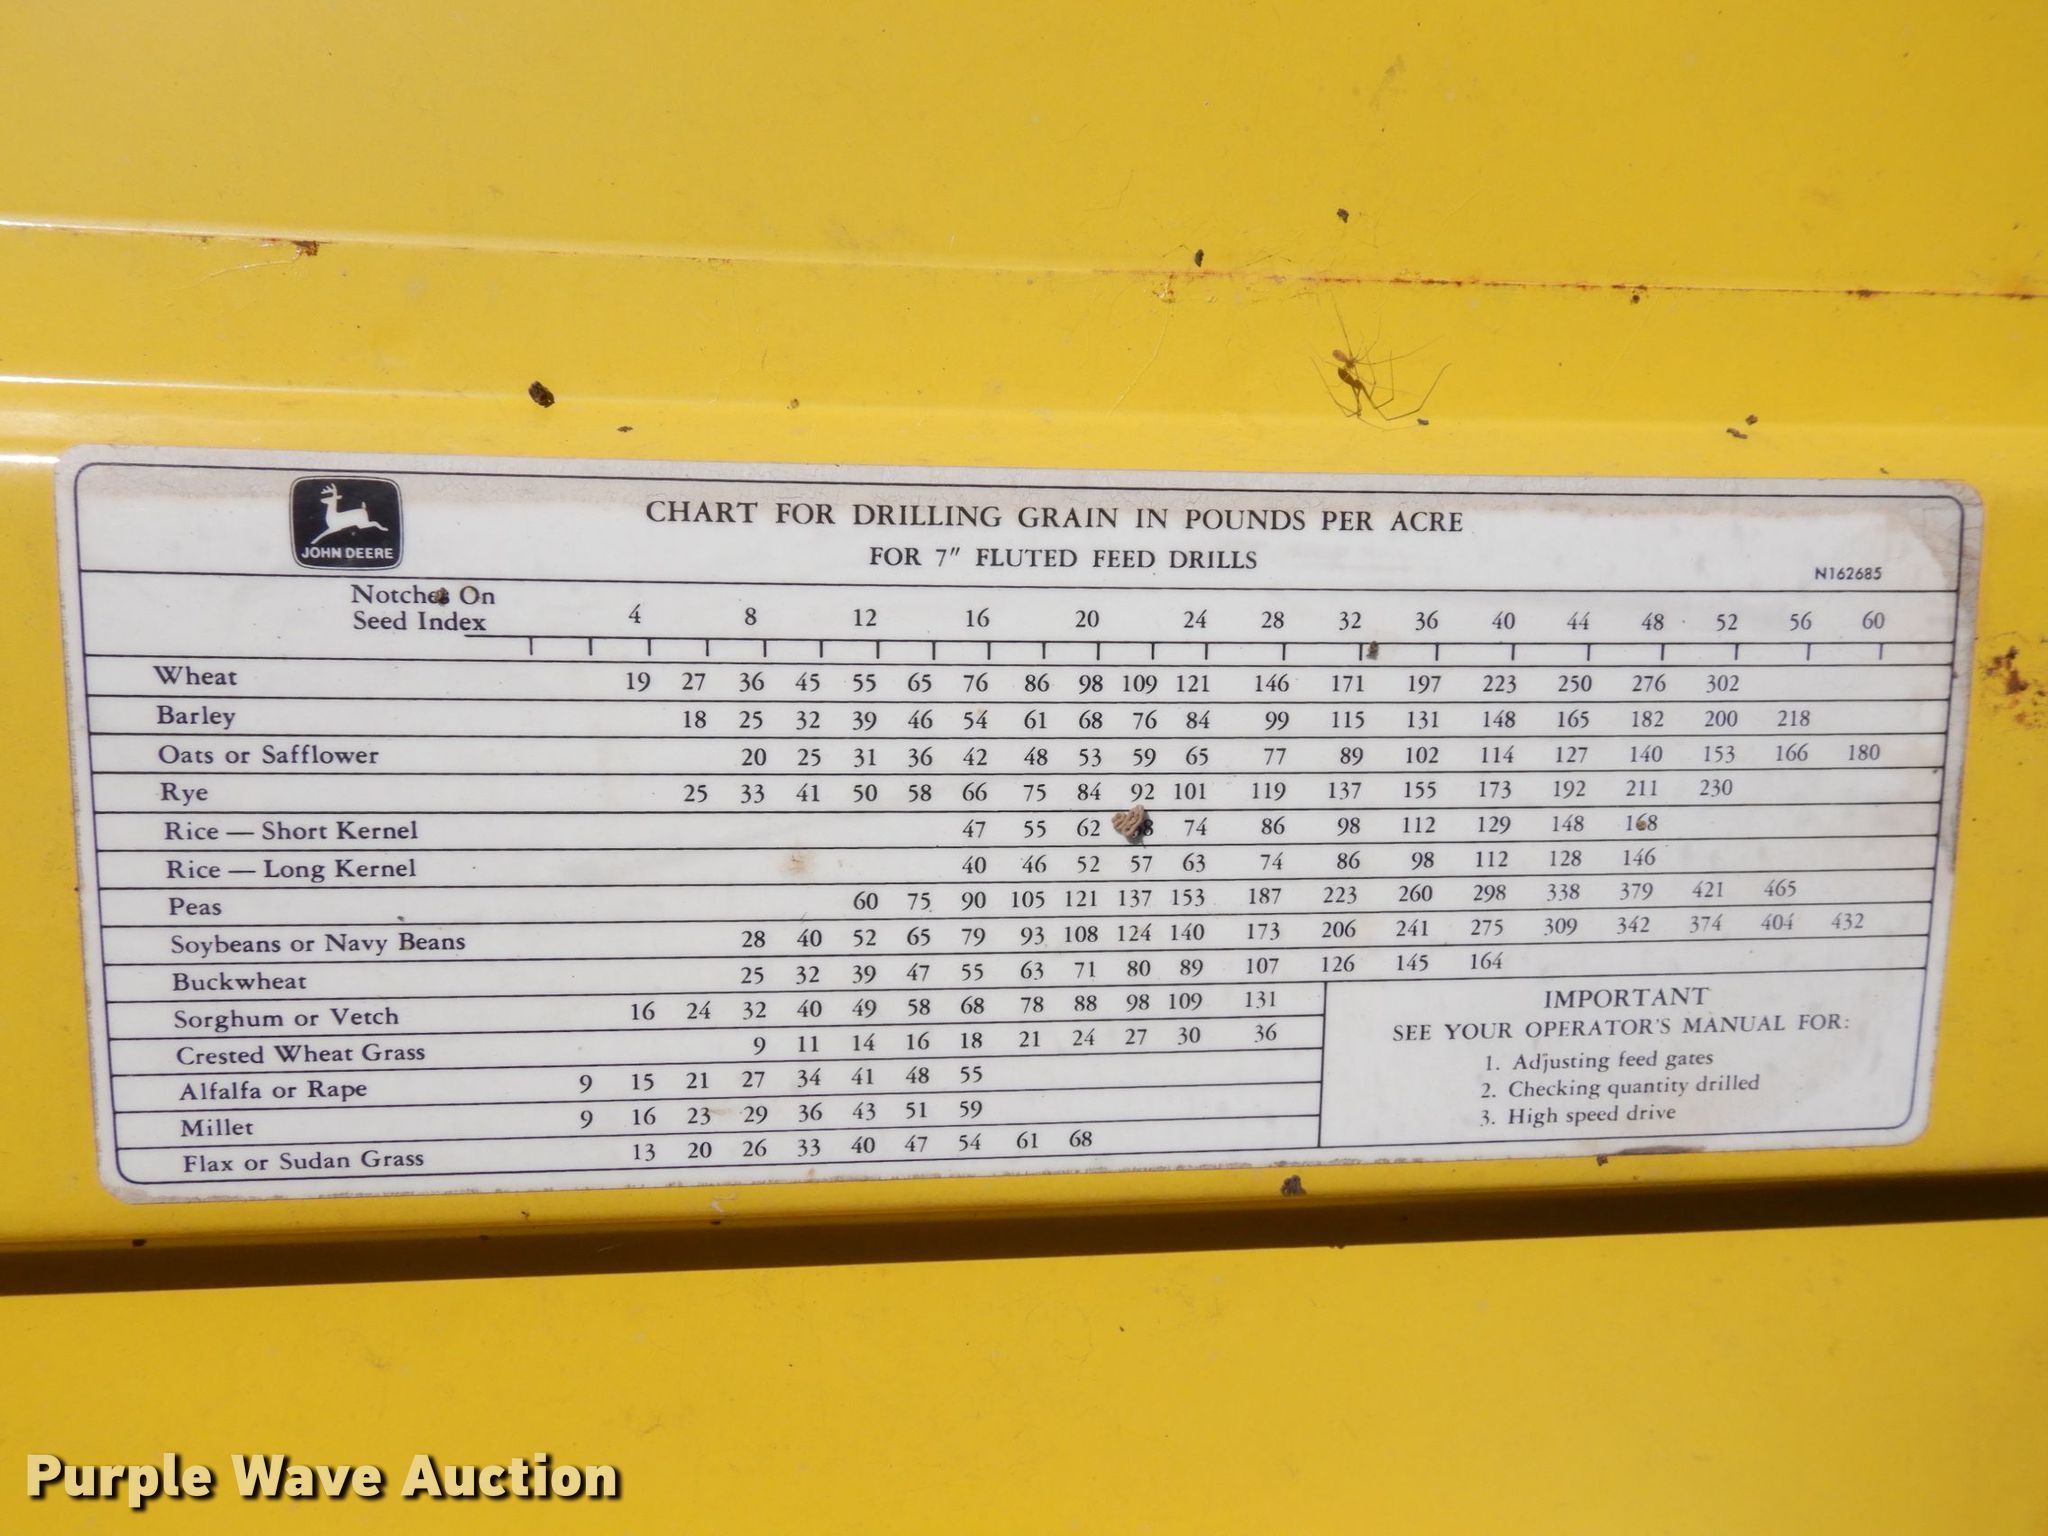 JOHN DEERE
CHART FOR DRILLING GRAIN IN POUNDS PER ACRE
FOR 7" FLUTED FEED DRILLS
N162685
Notches On
Seed Index 4 8 12 16 20 24 28 32 36 40 44 48 52 56 60
Wheat 19 27 36 45 55 65 76 86 98 109 121 146 171 197 223 250 276 302
Barley 18 25 32 39 46 54 61 68 76 84 99 115 131 148 165 182 200 218
Oats or Safflower 20 25 31 36 42 48 53 59 65 77 89 102 114 127 140 153 166 180
Rye 25 33 41 50 58 66 75 84 92 101 119 137 155 173 192 211 230
Rice — Short Kernel 47 55 62 74 86 98 112 129 148 168
Rice — Long Kernel 40 46 52 57 63 74 86 98 112 128 146
Peas 60 75 90 105 121 137 153 187 223 260 298 338 379 421 465
Soybeans or Navy Beans 28 40 52 65 79 93 108 124 140 173 206 241 275 309 342 374 404 432
Buckwheat 25 32 39 47 55 63 71 80 89 107 126 145 164
Sorghum or Vetch 16 24 32 40 49 58 68 78 88 98 109 131
Crested Wheat Grass 9 11 14 16 18 21 24 27 30 36
Alfalfa or Rape 9 15 21 27 34 41 48 55
Millet 9 16 23 29 36 43 51 59
Flax or Sudan Grass 13 20 26 33 40 47 54 61 68
IMPORTANT
SEE YOUR OPERATOR'S MANUAL FOR:
1. Adjusting feed gates
2. Checking quantity drilled
3. High speed drive
Purple Wave Auction